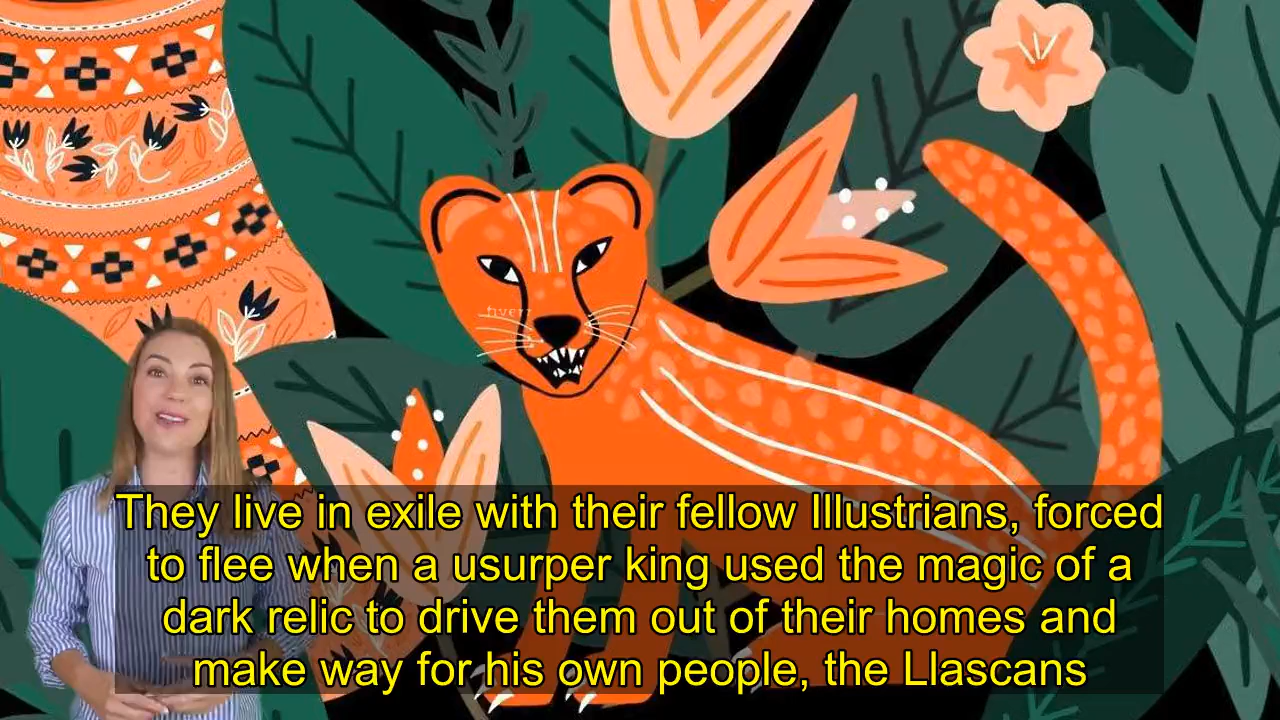 fiverr
They live in exile with their fellow Illustrians, forced
to flee when a usurper king used the magic of a
dark relic to drive them out of their homes and
make way for his own people, the Llascans